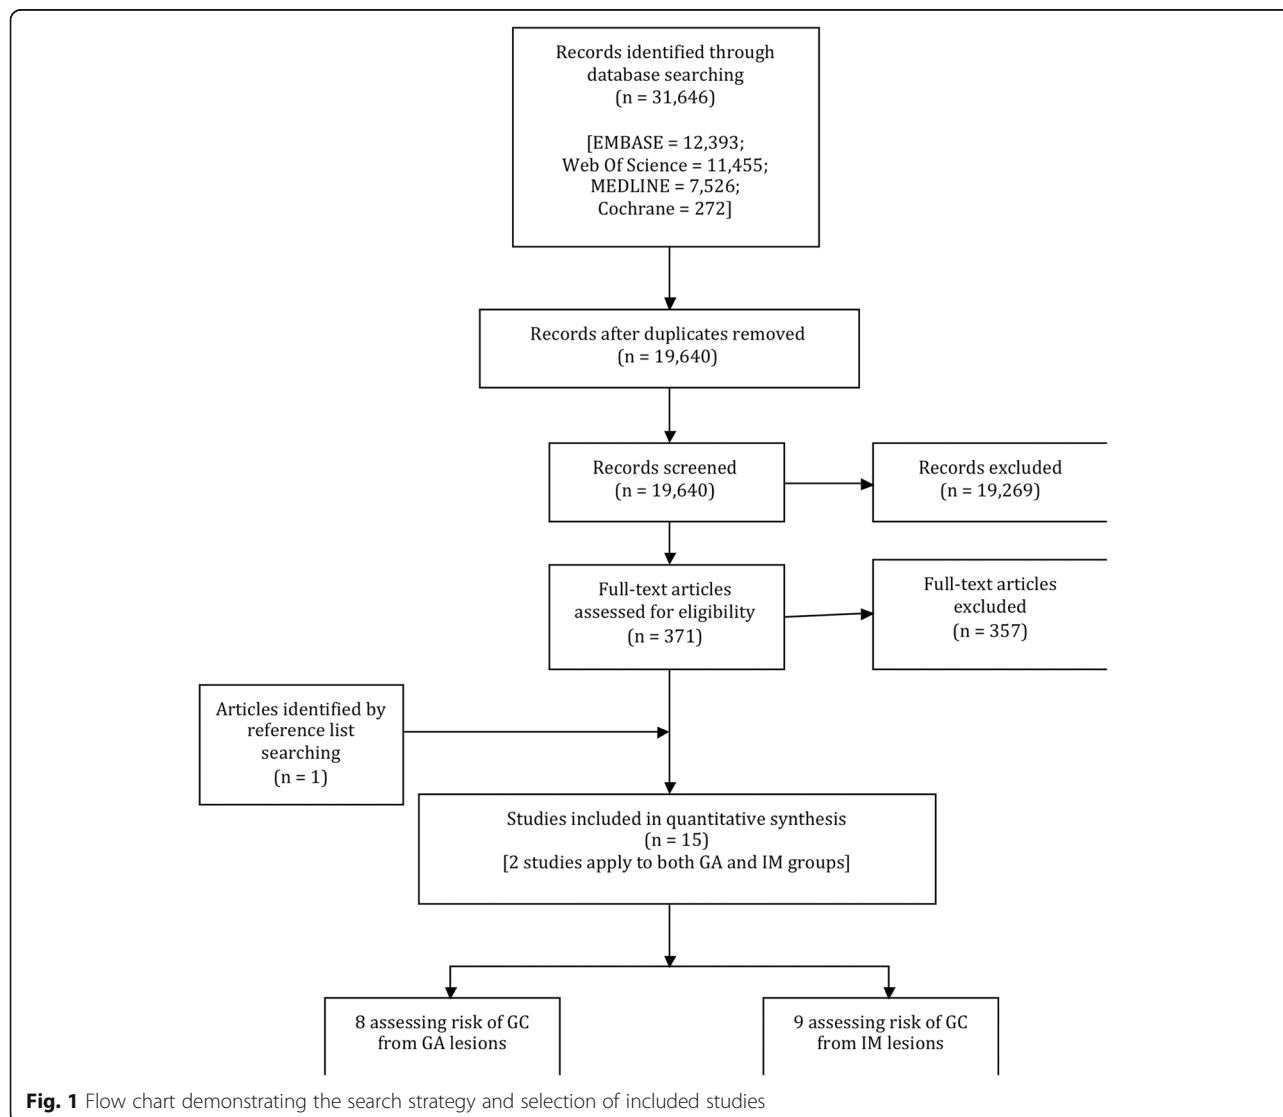 Records identified through
database searching
(n = 31,646)
[EMBASE = 12,393;
Web Of Science = 11,455;
MEDLINE = 7,526;
Cochrane = 272]
Records after duplicates removed
(n = 19,640)
Records screened
(n = 19,640)
Records excluded
(n = 19,269)
Full-text articles
assessed for eligibility
(n = 371)
Full-text articles
excluded
(n = 357)
Articles identified by
reference list
searching
(n = 1)
Studies included in quantitative synthesis
(n = 15)
[2 studies apply to both GA and IM groups]
8 assessing risk of GC
from GA lesions
9 assessing risk of GC
from IM lesions
Fig. 1 Flow chart demonstrating the search strategy and selection of included studies